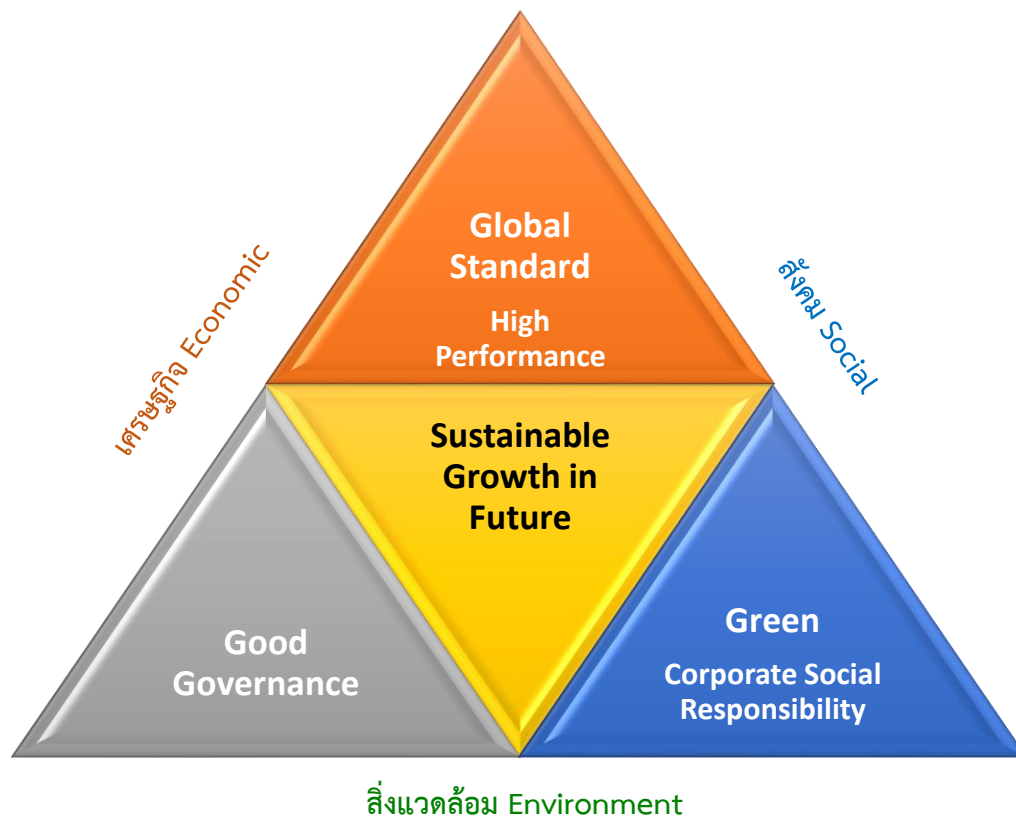 Global
Standard
High
Performance
เศรษฐกิจ Economic
สังคม Social
Sustainable
Growth in
Future
Good
Governance
Green
Corporate Social
Responsibility
สิ่งแวดล้อม Environment